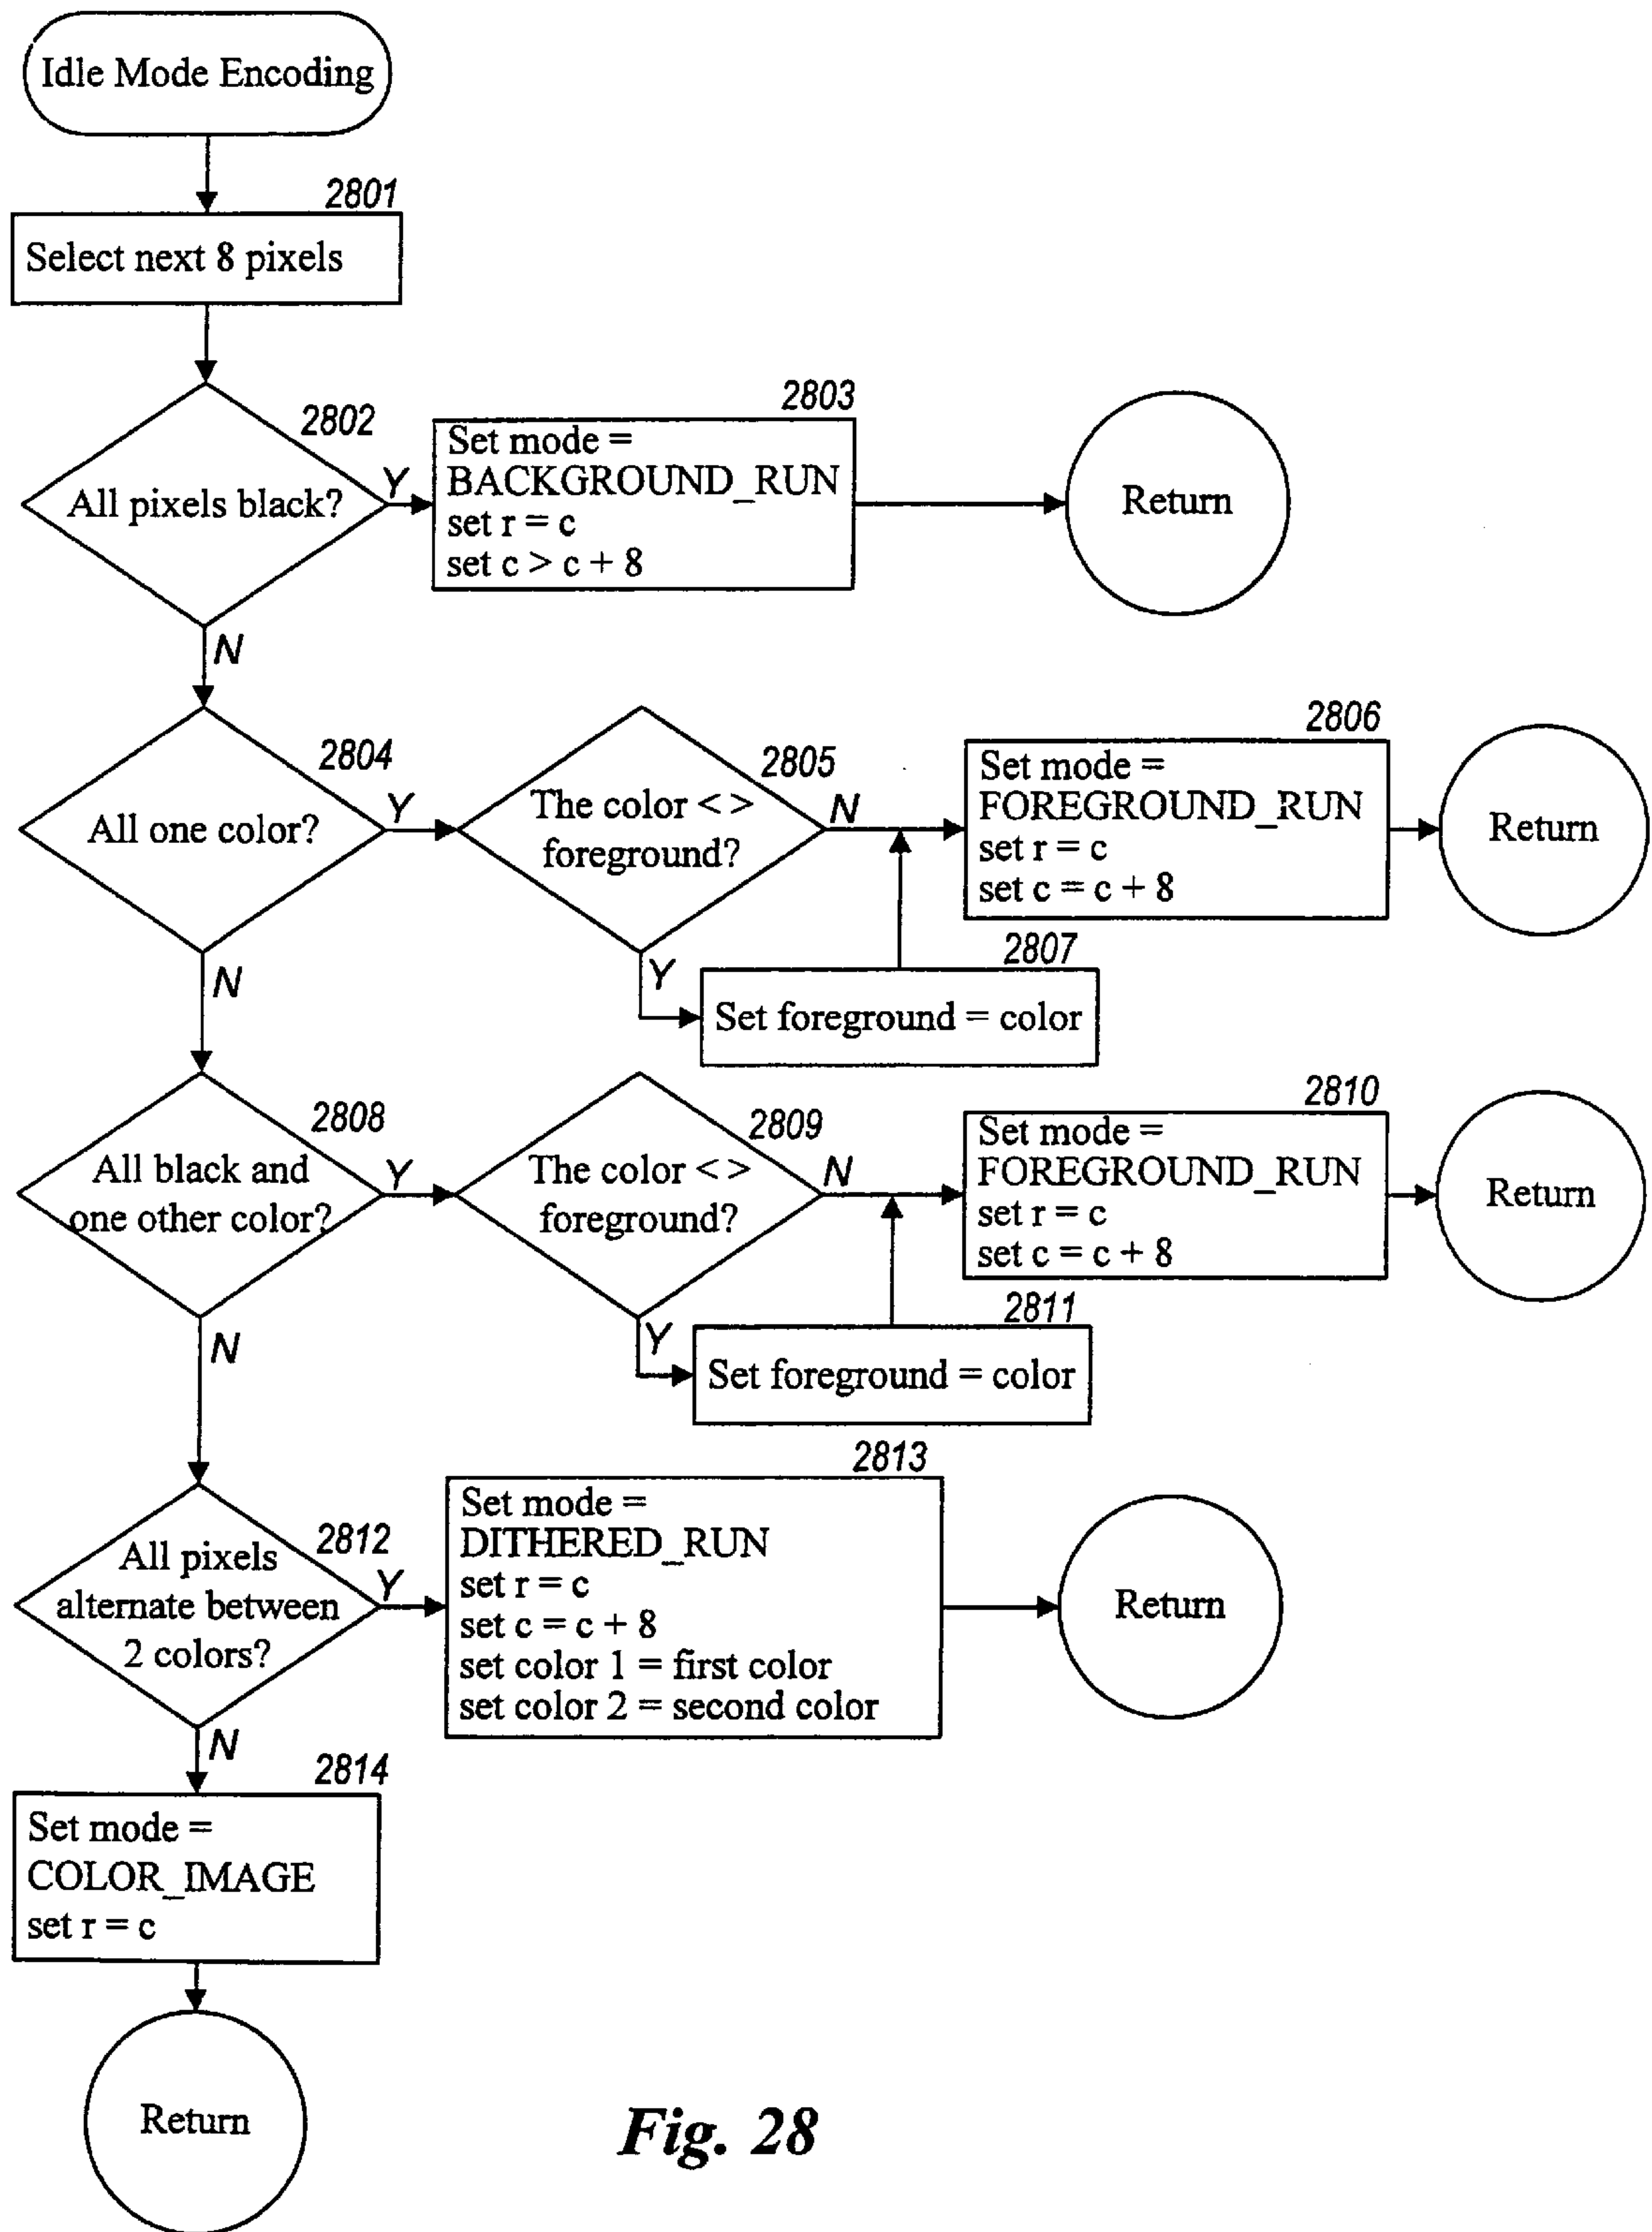 Idle Mode Encoding
2801
Select next 8 pixels
2802
All pixels black?
Y
N
2803
Set mode =
BACKGROUND_RUN
set r = c
set c > c + 8
Return
2804
All one color?
Y
N
2805
The color < >
foreground?
N
Y
2806
Set mode =
FOREGROUND_RUN
set r = c
set c = c + 8
Return
2807
Set foreground = color
2808
All black and
one other color?
Y
N
2809
The color < >
foreground?
N
Y
2810
Set mode =
FOREGROUND_RUN
set r = c
set c = c + 8
Return
2811
Set foreground = color
2812
All pixels
alternate between
2 colors?
Y
N
2813
Set mode =
DITHERED_RUN
set r = c
set c = c + 8
set color 1 = first color
set color 2 = second color
Return
2814
Set mode =
COLOR_IMAGE
set r = c
Return
Fig. 28